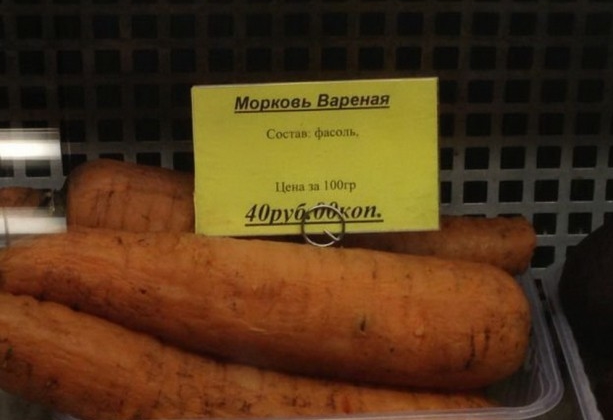 Морковь Вареная
Состав: фасоль,
Цена за 100гр
40руб.00коп.